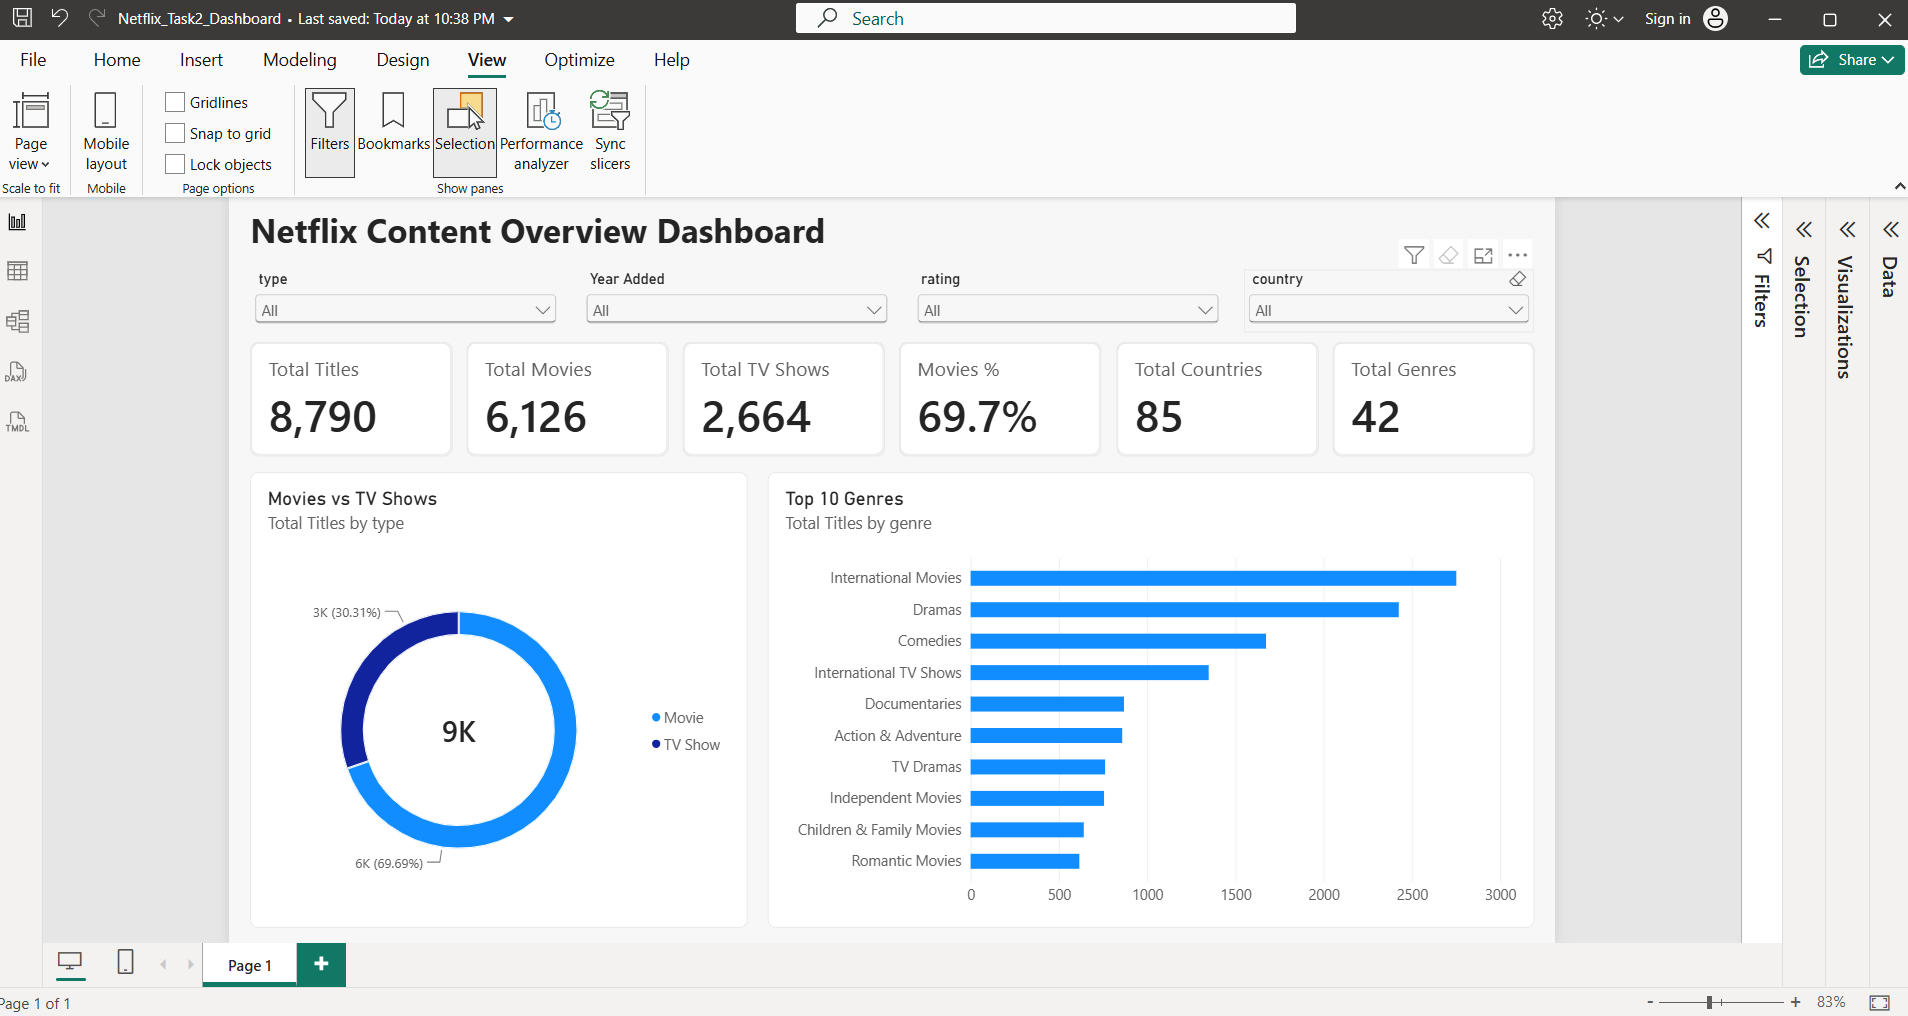 Netflix_Task2_Dashboard • Last saved: Today at 10:38 PM
Search
Sign in
File Home Insert Modeling Design View Optimize Help
Share
Page view
Scale to fit
Mobile layout
Mobile
Gridlines
Snap to grid
Lock objects
Page options
Filters
Bookmarks
Selection
Performance analyzer
Sync slicers
Show panes
DAX
TMDL
Netflix Content Overview Dashboard
type
All
Year Added
All
rating
All
country
All
Total Titles
8,790
Total Movies
6,126
Total TV Shows
2,664
Movies %
69.7%
Total Countries
85
Total Genres
42
Movies vs TV Shows
Total Titles by type
3K (30.31%)
9K
6K (69.69%)
Movie
TV Show
Top 10 Genres
Total Titles by genre
International Movies
Dramas
Comedies
International TV Shows
Documentaries
Action & Adventure
TV Dramas
Independent Movies
Children & Family Movies
Romantic Movies
0 500 1000 1500 2000 2500 3000
Filters
Selection
Visualizations
Data
Page 1
+
Page 1 of 1
- + 83%